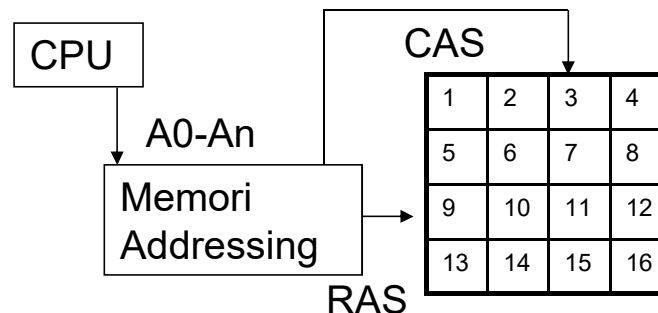 CPU
CAS
A0-An
Memori
Addressing
RAS
1 2 3 4
5 6 7 8
9 10 11 12
13 14 15 16